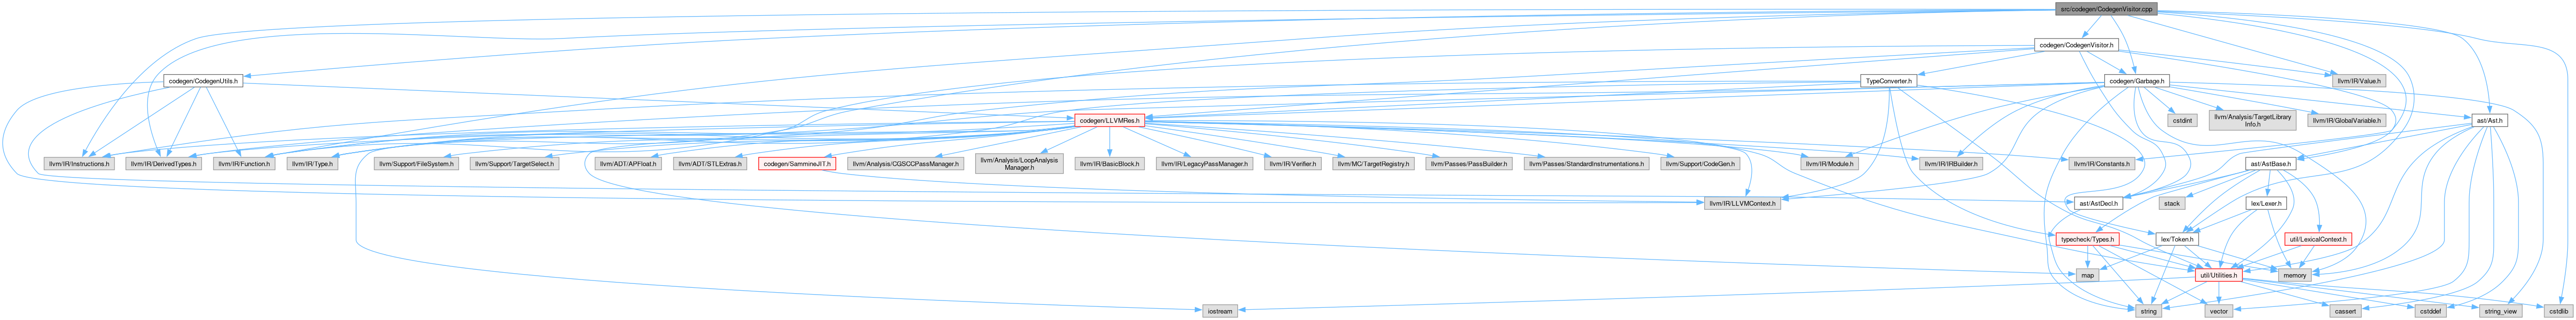 src/codegen/CodegenVisitor.cpp
codegen/CodegenVisitor.h
codegen/CodegenUtils.h
TypeConverter.h
codegen/Garbage.h
llvm/IR/Value.h
codegen/LLVMRes.h
cstdint
llvm/Analysis/TargetLibrary
Info.h
llvm/IR/GlobalVariable.h
ast/Ast.h
llvm/IR/Instructions.h
llvm/IR/DerivedTypes.h
llvm/IR/Function.h
llvm/IR/Type.h
llvm/Support/FileSystem.h
llvm/Support/TargetSelect.h
llvm/ADT/APFloat.h
llvm/ADT/STLExtras.h
codegen/SammineJIT.h
llvm/Analysis/CGSCCPassManager.h
llvm/Analysis/LoopAnalysis
Manager.h
llvm/IR/BasicBlock.h
llvm/IR/LegacyPassManager.h
llvm/IR/Verifier.h
llvm/MC/TargetRegistry.h
llvm/Passes/PassBuilder.h
llvm/Passes/StandardInstrumentations.h
llvm/Support/CodeGen.h
llvm/IR/Module.h
llvm/IR/IRBuilder.h
llvm/IR/Constants.h
ast/AstBase.h
llvm/IR/LLVMContext.h
ast/AstDecl.h
stack
lex/Lexer.h
typecheck/Types.h
lex/Token.h
util/LexicalContext.h
map
util/Utilities.h
memory
iostream
string
vector
cassert
cstddef
string_view
cstdlib